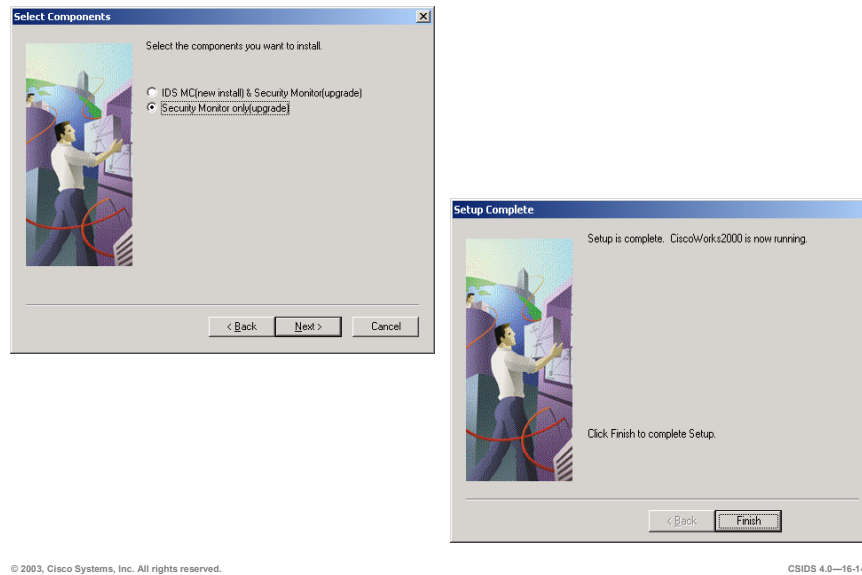 Select Components
Select the components you want to install.
IDS MC(new install) & Security Monitor(upgrade)
Security Monitor only(upgrade)
< Back
Next >
Cancel
Setup Complete
Setup is complete. CiscoWorks2000 is now running.
Click Finish to complete Setup.
< Back
Finish
© 2003, Cisco Systems, Inc. All rights reserved.
CSIDS 4.0—16-14